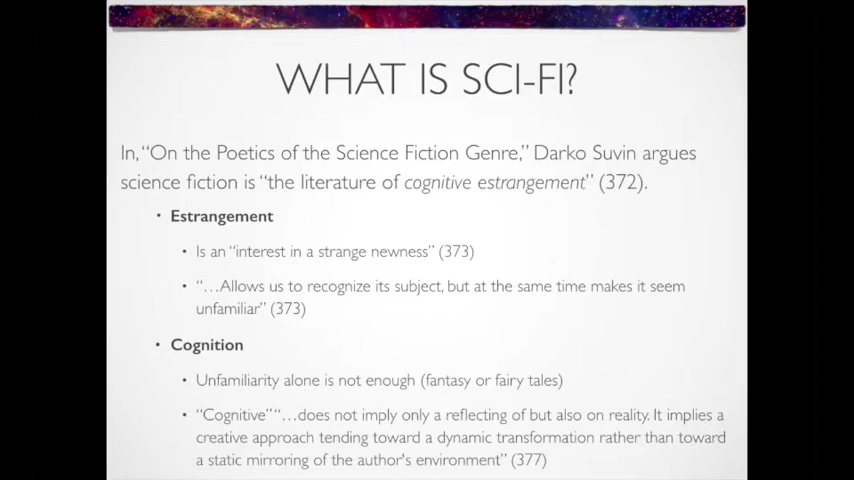 WHAT IS SCI-FI?
In, “On the Poetics of the Science Fiction Genre,” Darko Suvin argues
science fiction is “the literature of cognitive estrangement” (372).
• Estrangement
• Is an “interest in a strange newness” (373)
• “…Allows us to recognize its subject, but at the same time makes it seem
unfamiliar” (373)
• Cognition
• Unfamiliarity alone is not enough (fantasy or fairy tales)
• “Cognitive” “…does not imply only a reflecting of but also on reality. It implies a
creative approach tending toward a dynamic transformation rather than toward
a static mirroring of the author's environment” (377)